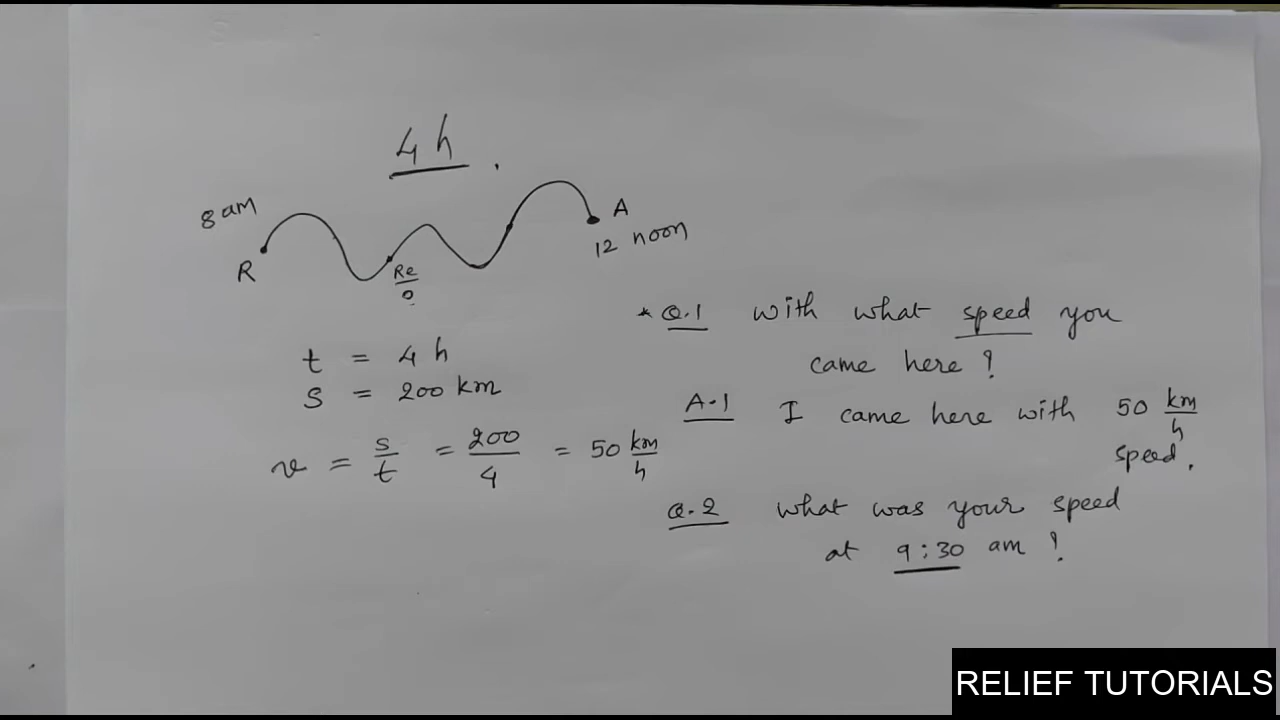 4 h .
8 am
A
12 noon
R
Re
0
t = 4 h
S = 200 km
v = s/t = 200/4 = 50 km/h
* Q.1 With what speed you
came here ?
A.1 I came here with 50 km/h
speed.
Q.2 What was your speed
at 9:30 am ?
RELIEF TUTORIALS